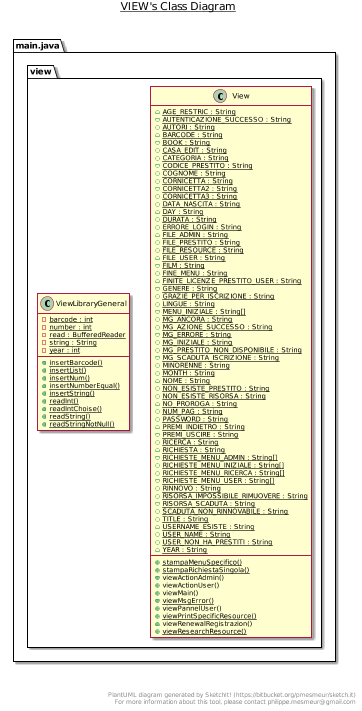 VIEW's Class Diagram
main.java
view
ViewLibraryGeneral
barcode : int
number : int
read : BufferedReader
string : String
year : int
insertBarcode()
insertList()
insertNum()
insertNumberEqual()
insertString()
readInt()
readIntChoise()
readString()
readStringNotNull()
View
AGE_RESTRIC : String
AUTENTICAZIONE_SUCCESSO : String
AUTORI : String
BARCODE : String
BOOK : String
CASA_EDIT : String
CATEGORIA : String
CODICE_PRESTITO : String
COGNOME : String
CORNICETTA : String
CORNICETTA2 : String
CORNICETTA3 : String
DATA_NASCITA : String
DAY : String
DURATA : String
ERRORE_LOGIN : String
FILE_ADMIN : String
FILE_PRESTITO : String
FILE_RESOURCE : String
FILE_USER : String
FILM : String
FINE_MENU : String
FINITE_LICENZE_PRESTITO_USER : String
GENERE : String
GRAZIE_PER_ISCRIZIONE : String
LINGUE : String
MENU_INIZIALE : String[]
MG_ANCORA : String
MG_AZIONE_SUCCESSO : String
MG_ERRORE : String
MG_INIZIALE : String
MG_PRESTITO_NON_DISPONIBILE : String
MG_SCADUTA_ISCRIZIONE : String
MINORENNE : String
MONTH : String
NOME : String
NON_ESISTE_PRESTITO : String
NON_ESISTE_RISORSA : String
NO_PROROGA : String
NUM_PAG : String
PASSWORD : String
PREMI_INDIETRO : String
PREMI_USCIRE : String
RICERCA : String
RICHIESTA : String
RICHIESTE_MENU_ADMIN : String[]
RICHIESTE_MENU_INIZIALE : String[]
RICHIESTE_MENU_RICERCA : String[]
RICHIESTE_MENU_USER : String[]
RINNOVO : String
RISORSA_IMPOSSIBILE_RIMUOVERE : String
RISORSA_SCADUTA : String
SCADUTA_NON_RINNOVABILE : String
TITLE : String
USERNAME_ESISTE : String
USER_NAME : String
USER_NON_HA_PRESTITI : String
YEAR : String
stampaMenuSpecifico()
stampaRichiestaSingola()
viewActionAdmin()
viewActionUser()
viewMain()
viewMsgError()
viewPannelUser()
viewPrintSpecificResource()
viewRenewalRegistrazion()
viewResearchResource()
PlantUML diagram generated by SketchIt! (https://bitbucket.org/pmesmeur/sketch.it)
For more information about this tool, please contact philippe.mesmeur@gmail.com